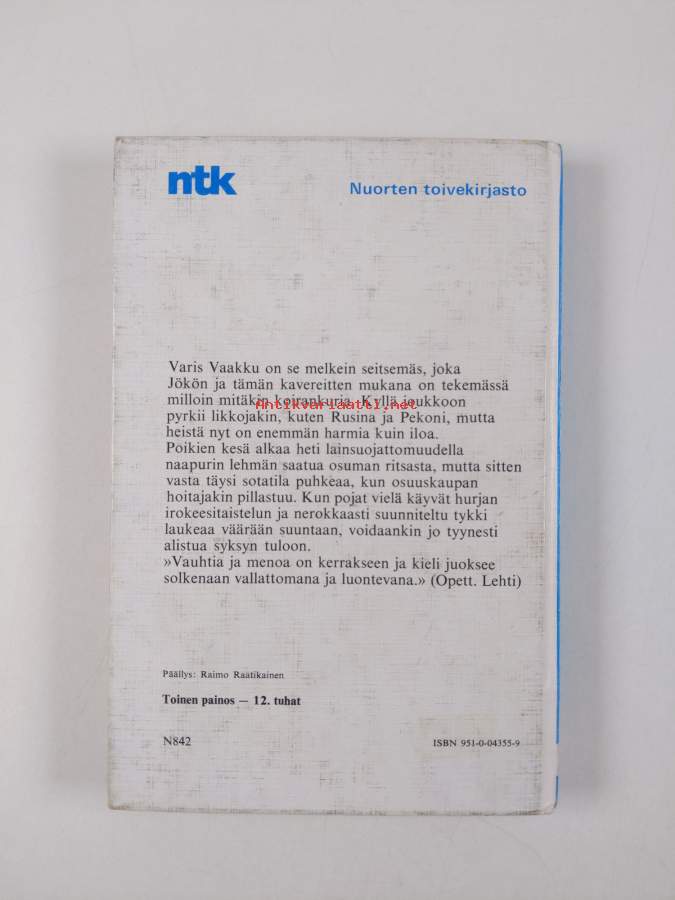 ntk
Nuorten toivekirjasto
Varis Vaakku on se melkein seitsemäs, joka
Jökön ja tämän kavereitten mukana on tekemässä
milloin mitäkin koirankuria. Kyllä joukkoon
Antikvariaatti.net
pyrkii likkojakin, kuten Rusina ja Pekoni, mutta
heistä nyt on enemmän harmia kuin iloa.
Poikien kesä alkaa heti lainsuojattomuudella
naapurin lehmän saatua osuman ritsasta, mutta sitten
vasta täysi sotatila puhkeaa, kun osuuskaupan
hoitajakin pillastuu. Kun pojat vielä käyvät hurjan
irokeesitaistelun ja nerokkaasti suunniteltu tykki
laukeaa väärään suuntaan, voidaankin jo tyynesti
alistua syksyn tuloon.
»Vauhtia ja menoa on kerrakseen ja kieli juoksee
solkenaan vallattomana ja luontevana.» (Opett. Lehti)
Päällys: Raimo Raatikainen
Toinen painos — 12. tuhat
N842
ISBN 951-0-04355-9